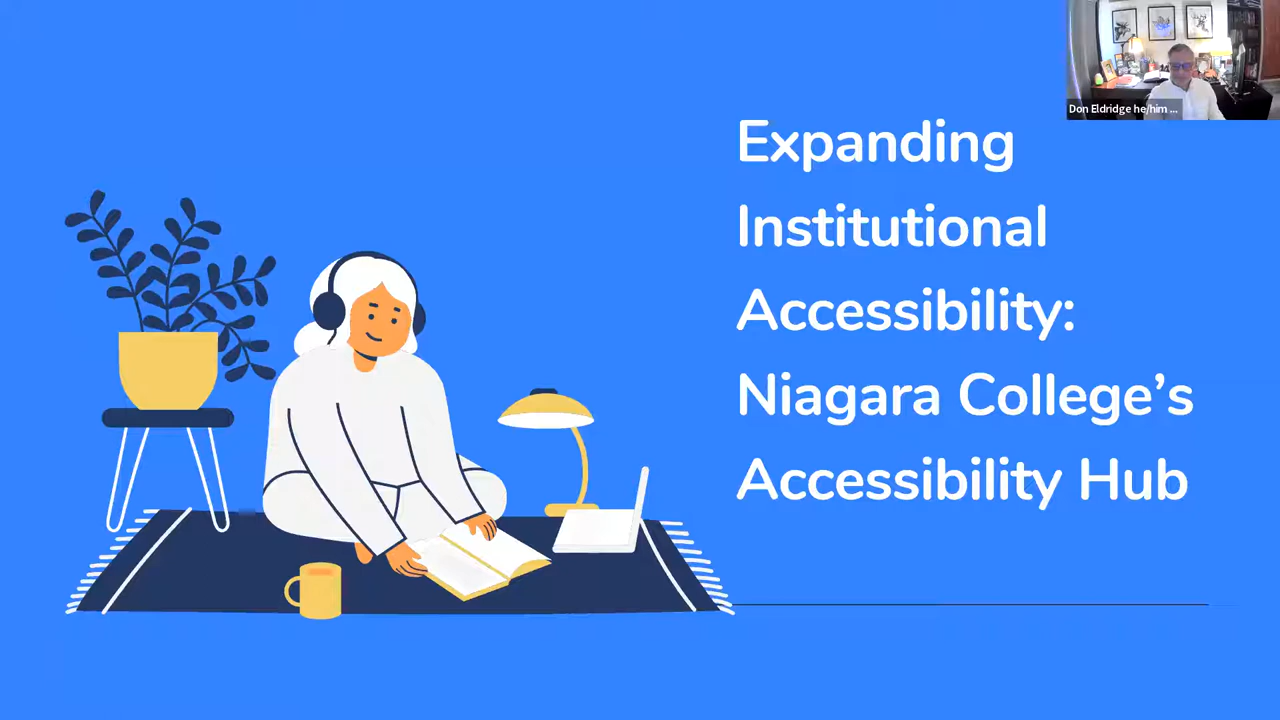 Don Eldridge he/him ...
Expanding
Institutional
Accessibility:
Niagara College’s
Accessibility Hub